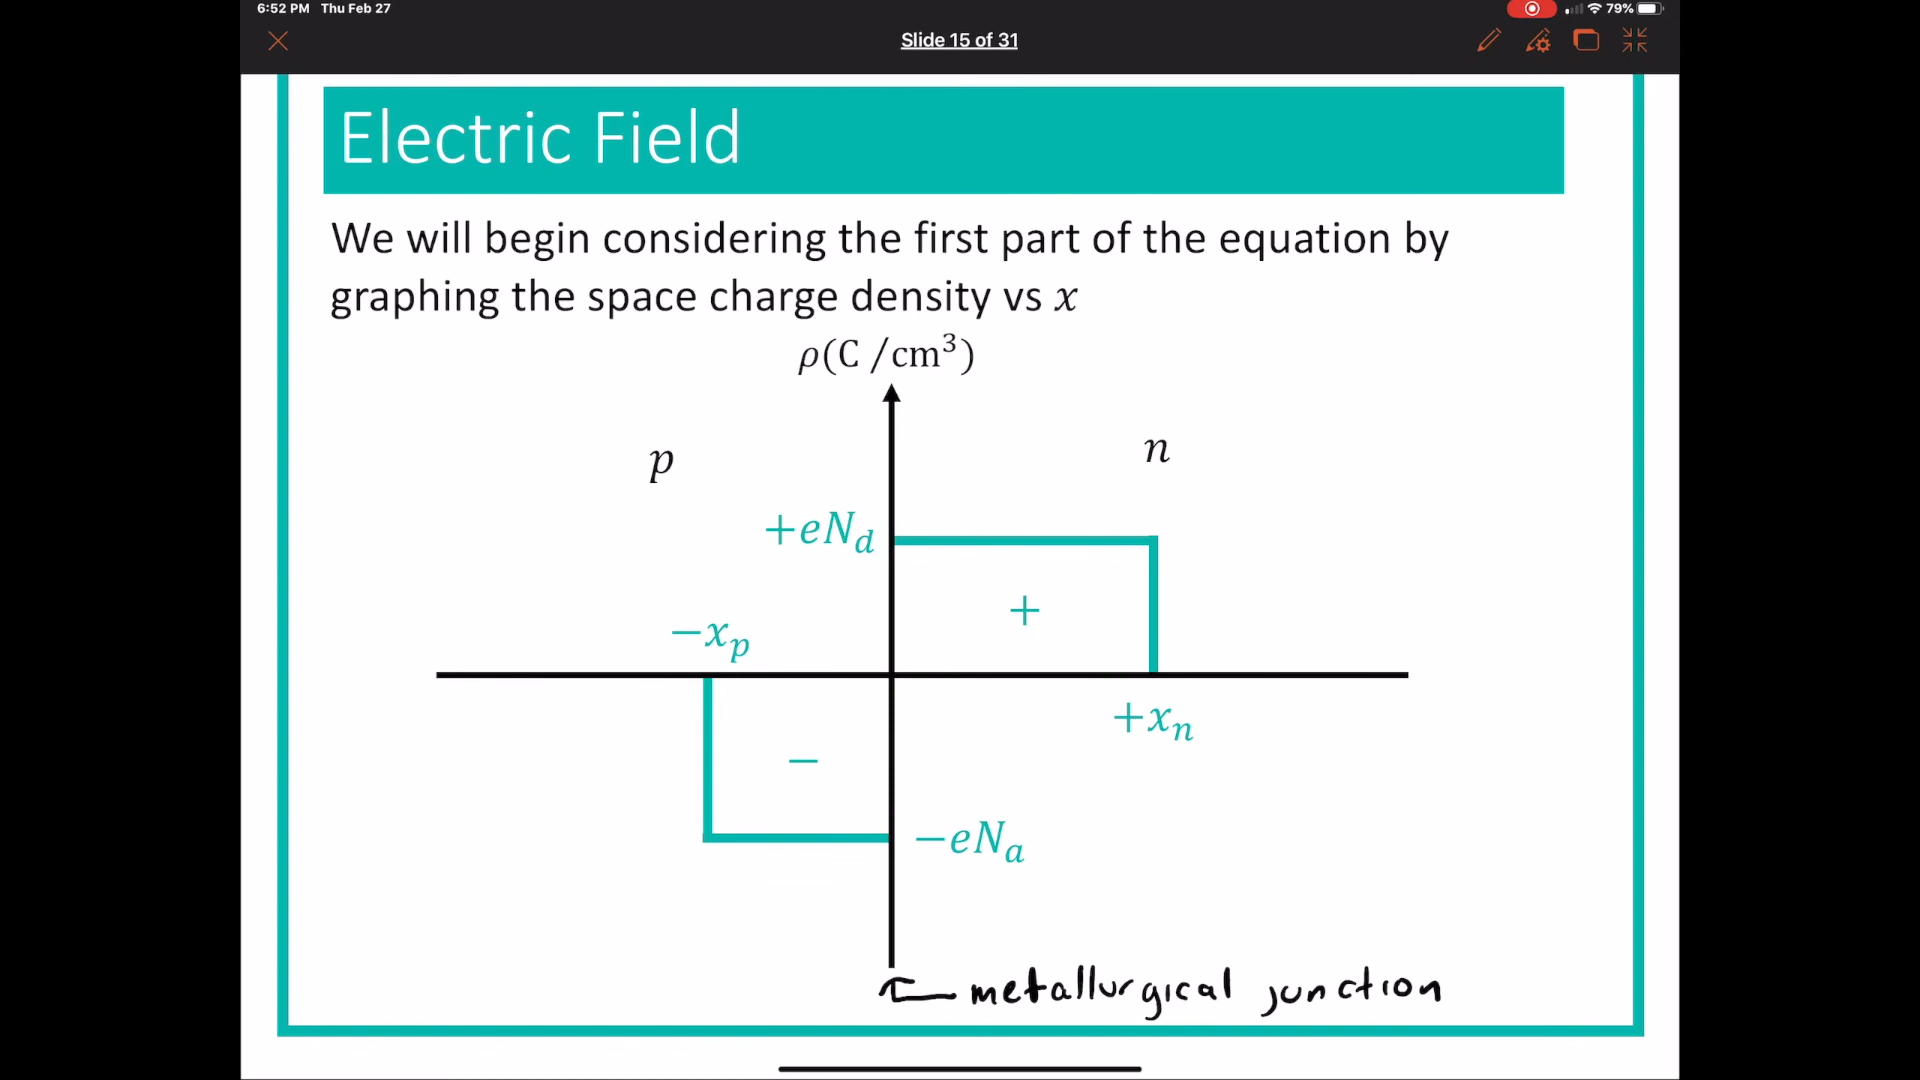 6:52 PM Thu Feb 27
79%
Slide 15 of 31
Electric Field
We will begin considering the first part of the equation by
graphing the space charge density vs x
ρ(C /cm³)
p
n
+eN_d
+
−x_p
+x_n
−
−eN_a
metallurgical junction